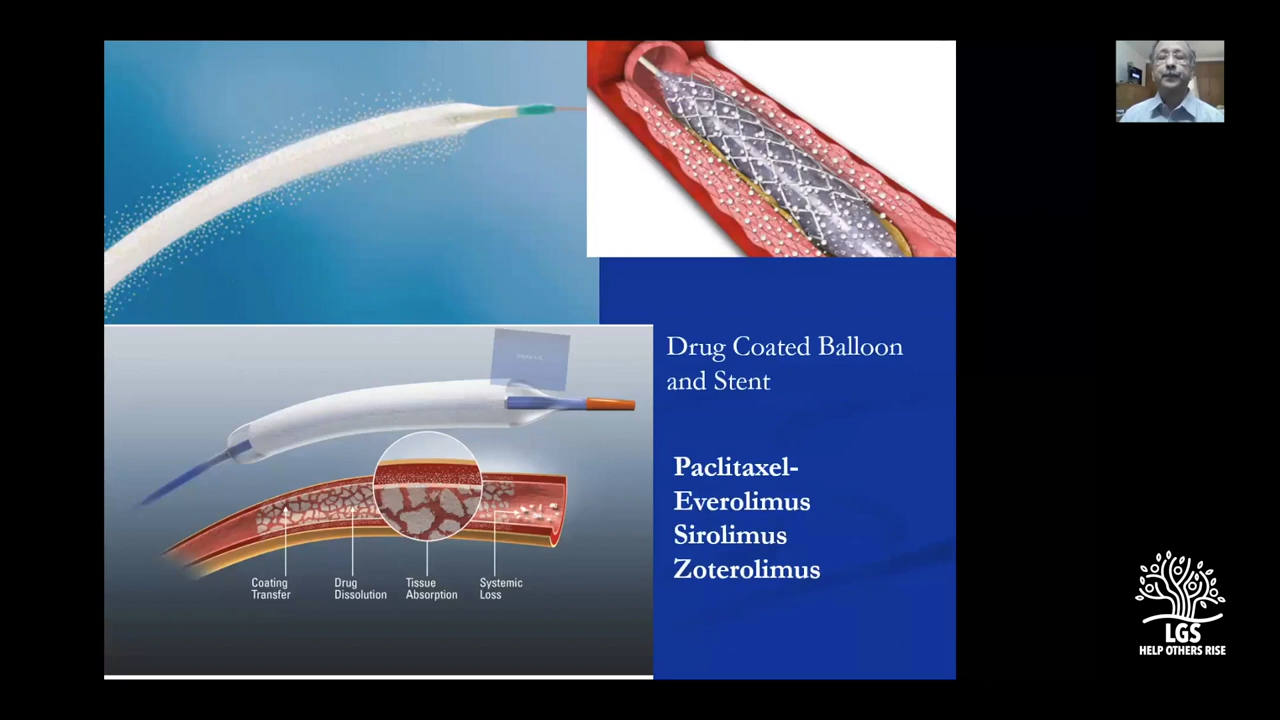 Drug Coated Balloon
and Stent
Paclitaxel-
Everolimus
Sirolimus
Zoterolimus
Coating
Transfer
Drug
Dissolution
Tissue
Absorption
Systemic
Loss
LGS
HELP OTHERS RISE